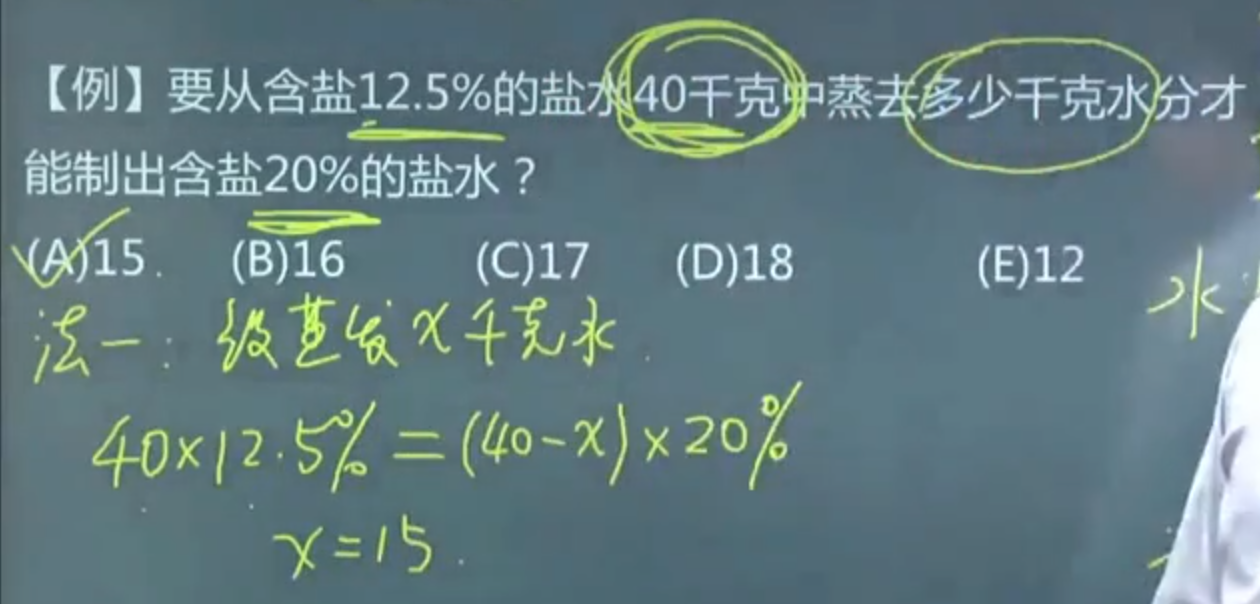 【例】要从含盐12.5%的盐水40千克中蒸去多少千克水分才
能制出含盐20%的盐水？
(A)15. (B)16 (C)17 (D)18 (E)12
水
法一：设蒸发x千克水.
40×12.5%=(40-x)×20%
x=15.